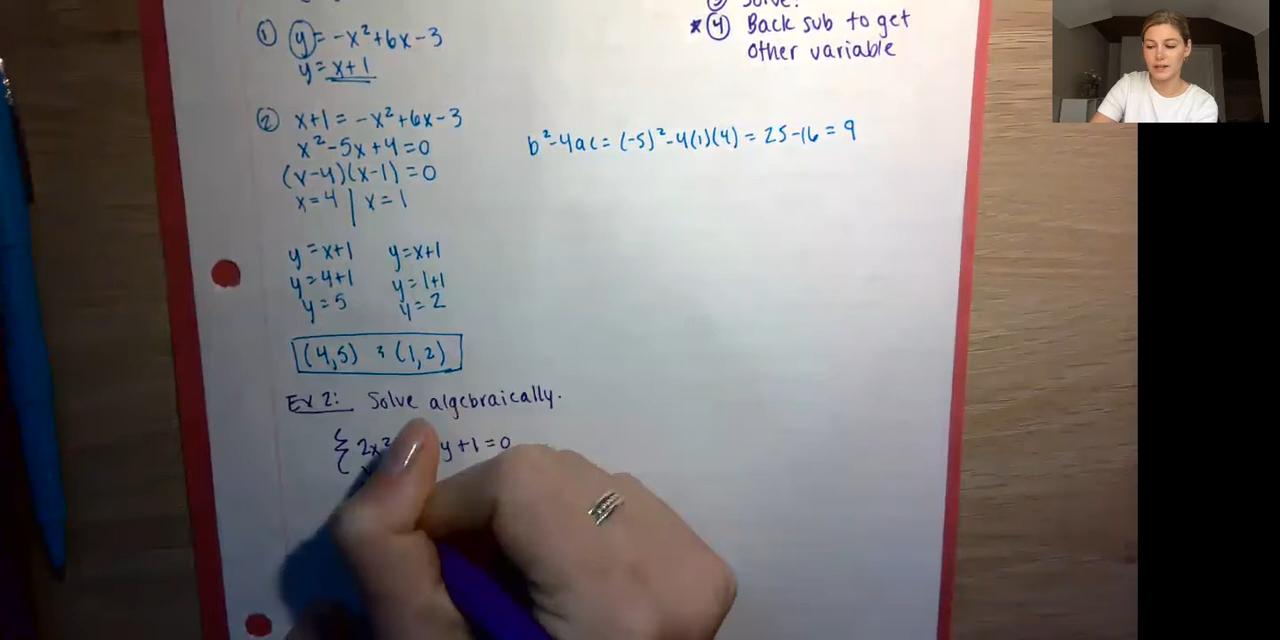 ① y = -x²+6x-3
y = x+1
② x+1 = -x²+6x-3
x²-5x+4=0
(x-4)(x-1)=0
x=4 | x=1
y=x+1 y=x+1
y=4+1 y=1+1
y=5 y=2
(4,5) & (1,2)
Ex 2: Solve algebraically.
{ 2x² y+1=0
b²-4ac = (-5)²-4(1)(4) = 25-16 = 9
Solve.
*④ Back sub to get
other variable